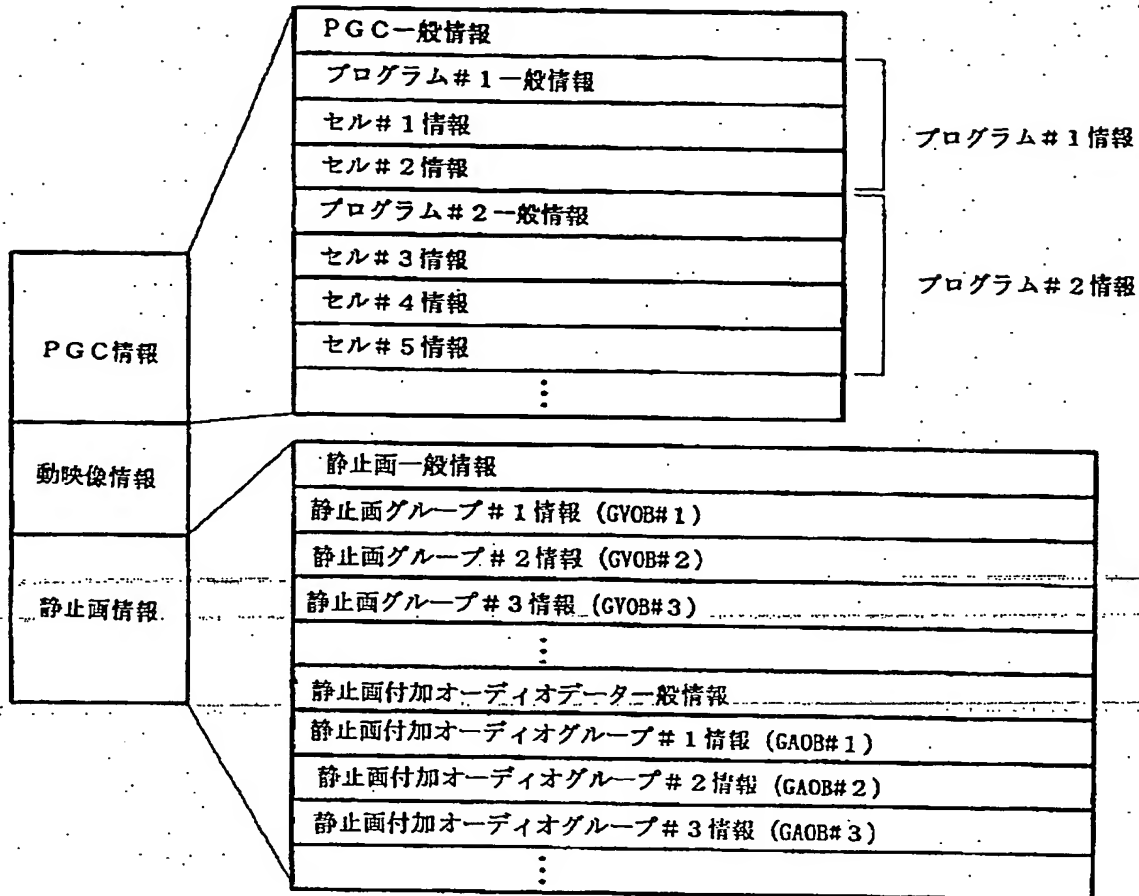 PGC一般情報
プログラム#1一般情報
セル#1情報
セル#2情報
プログラム#2一般情報
セル#3情報
セル#4情報
セル#5情報
⋮
プログラム#1情報
プログラム#2情報
PGC情報
動映像情報
静止画情報
静止画一般情報
静止画グループ#1情報 (GVOB#1)
静止画グループ#2情報 (GVOB#2)
静止画グループ#3情報 (GVOB#3)
⋮
静止画付加オーディオデータ一般情報
静止画付加オーディオグループ#1情報 (GAOB#1)
静止画付加オーディオグループ#2情報 (GAOB#2)
静止画付加オーディオグループ#3情報 (GAOB#3)
⋮